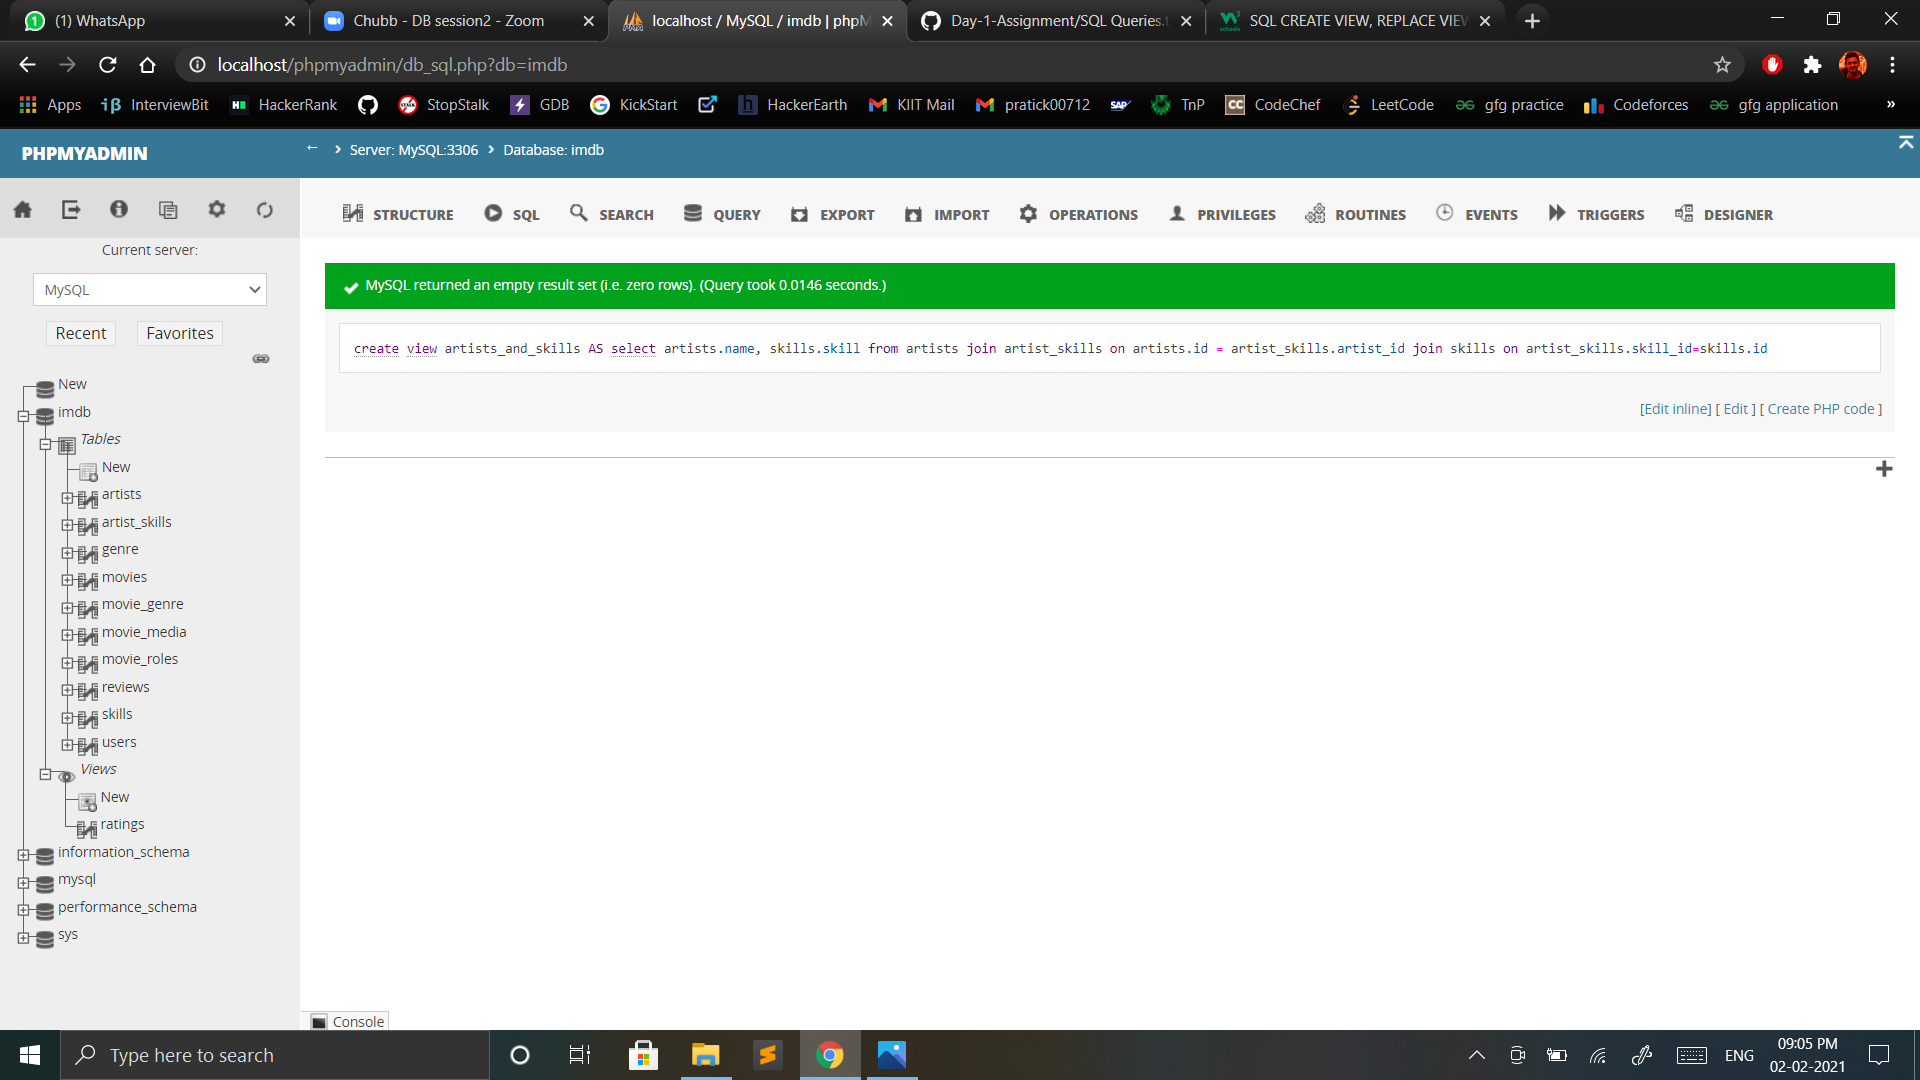 (1) WhatsApp
Chubb - DB session2 - Zoom
localhost / MySQL / imdb | phpM
Day-1-Assignment/SQL Queries.t
SQL CREATE VIEW, REPLACE VIEW
localhost/phpmyadmin/db_sql.php?db=imdb
Apps InterviewBit HackerRank StopStalk GDB KickStart HackerEarth KIIT Mail pratick00712 SAP TnP CC CodeChef LeetCode gfg practice Codeforces gfg application »
PHPMYADMIN
← › Server: MySQL:3306 › Database: imdb
STRUCTURE SQL SEARCH QUERY EXPORT IMPORT OPERATIONS PRIVILEGES ROUTINES EVENTS TRIGGERS DESIGNER
Current server:
MySQL
Recent Favorites
New
imdb
Tables
New
artists
artist_skills
genre
movies
movie_genre
movie_media
movie_roles
reviews
skills
users
Views
New
ratings
information_schema
mysql
performance_schema
sys
MySQL returned an empty result set (i.e. zero rows). (Query took 0.0146 seconds.)
create view artists_and_skills AS select artists.name, skills.skill from artists join artist_skills on artists.id = artist_skills.artist_id join skills on artist_skills.skill_id=skills.id
[Edit inline] [ Edit ] [ Create PHP code ]
Console
Type here to search
ENG
09:05 PM
02-02-2021